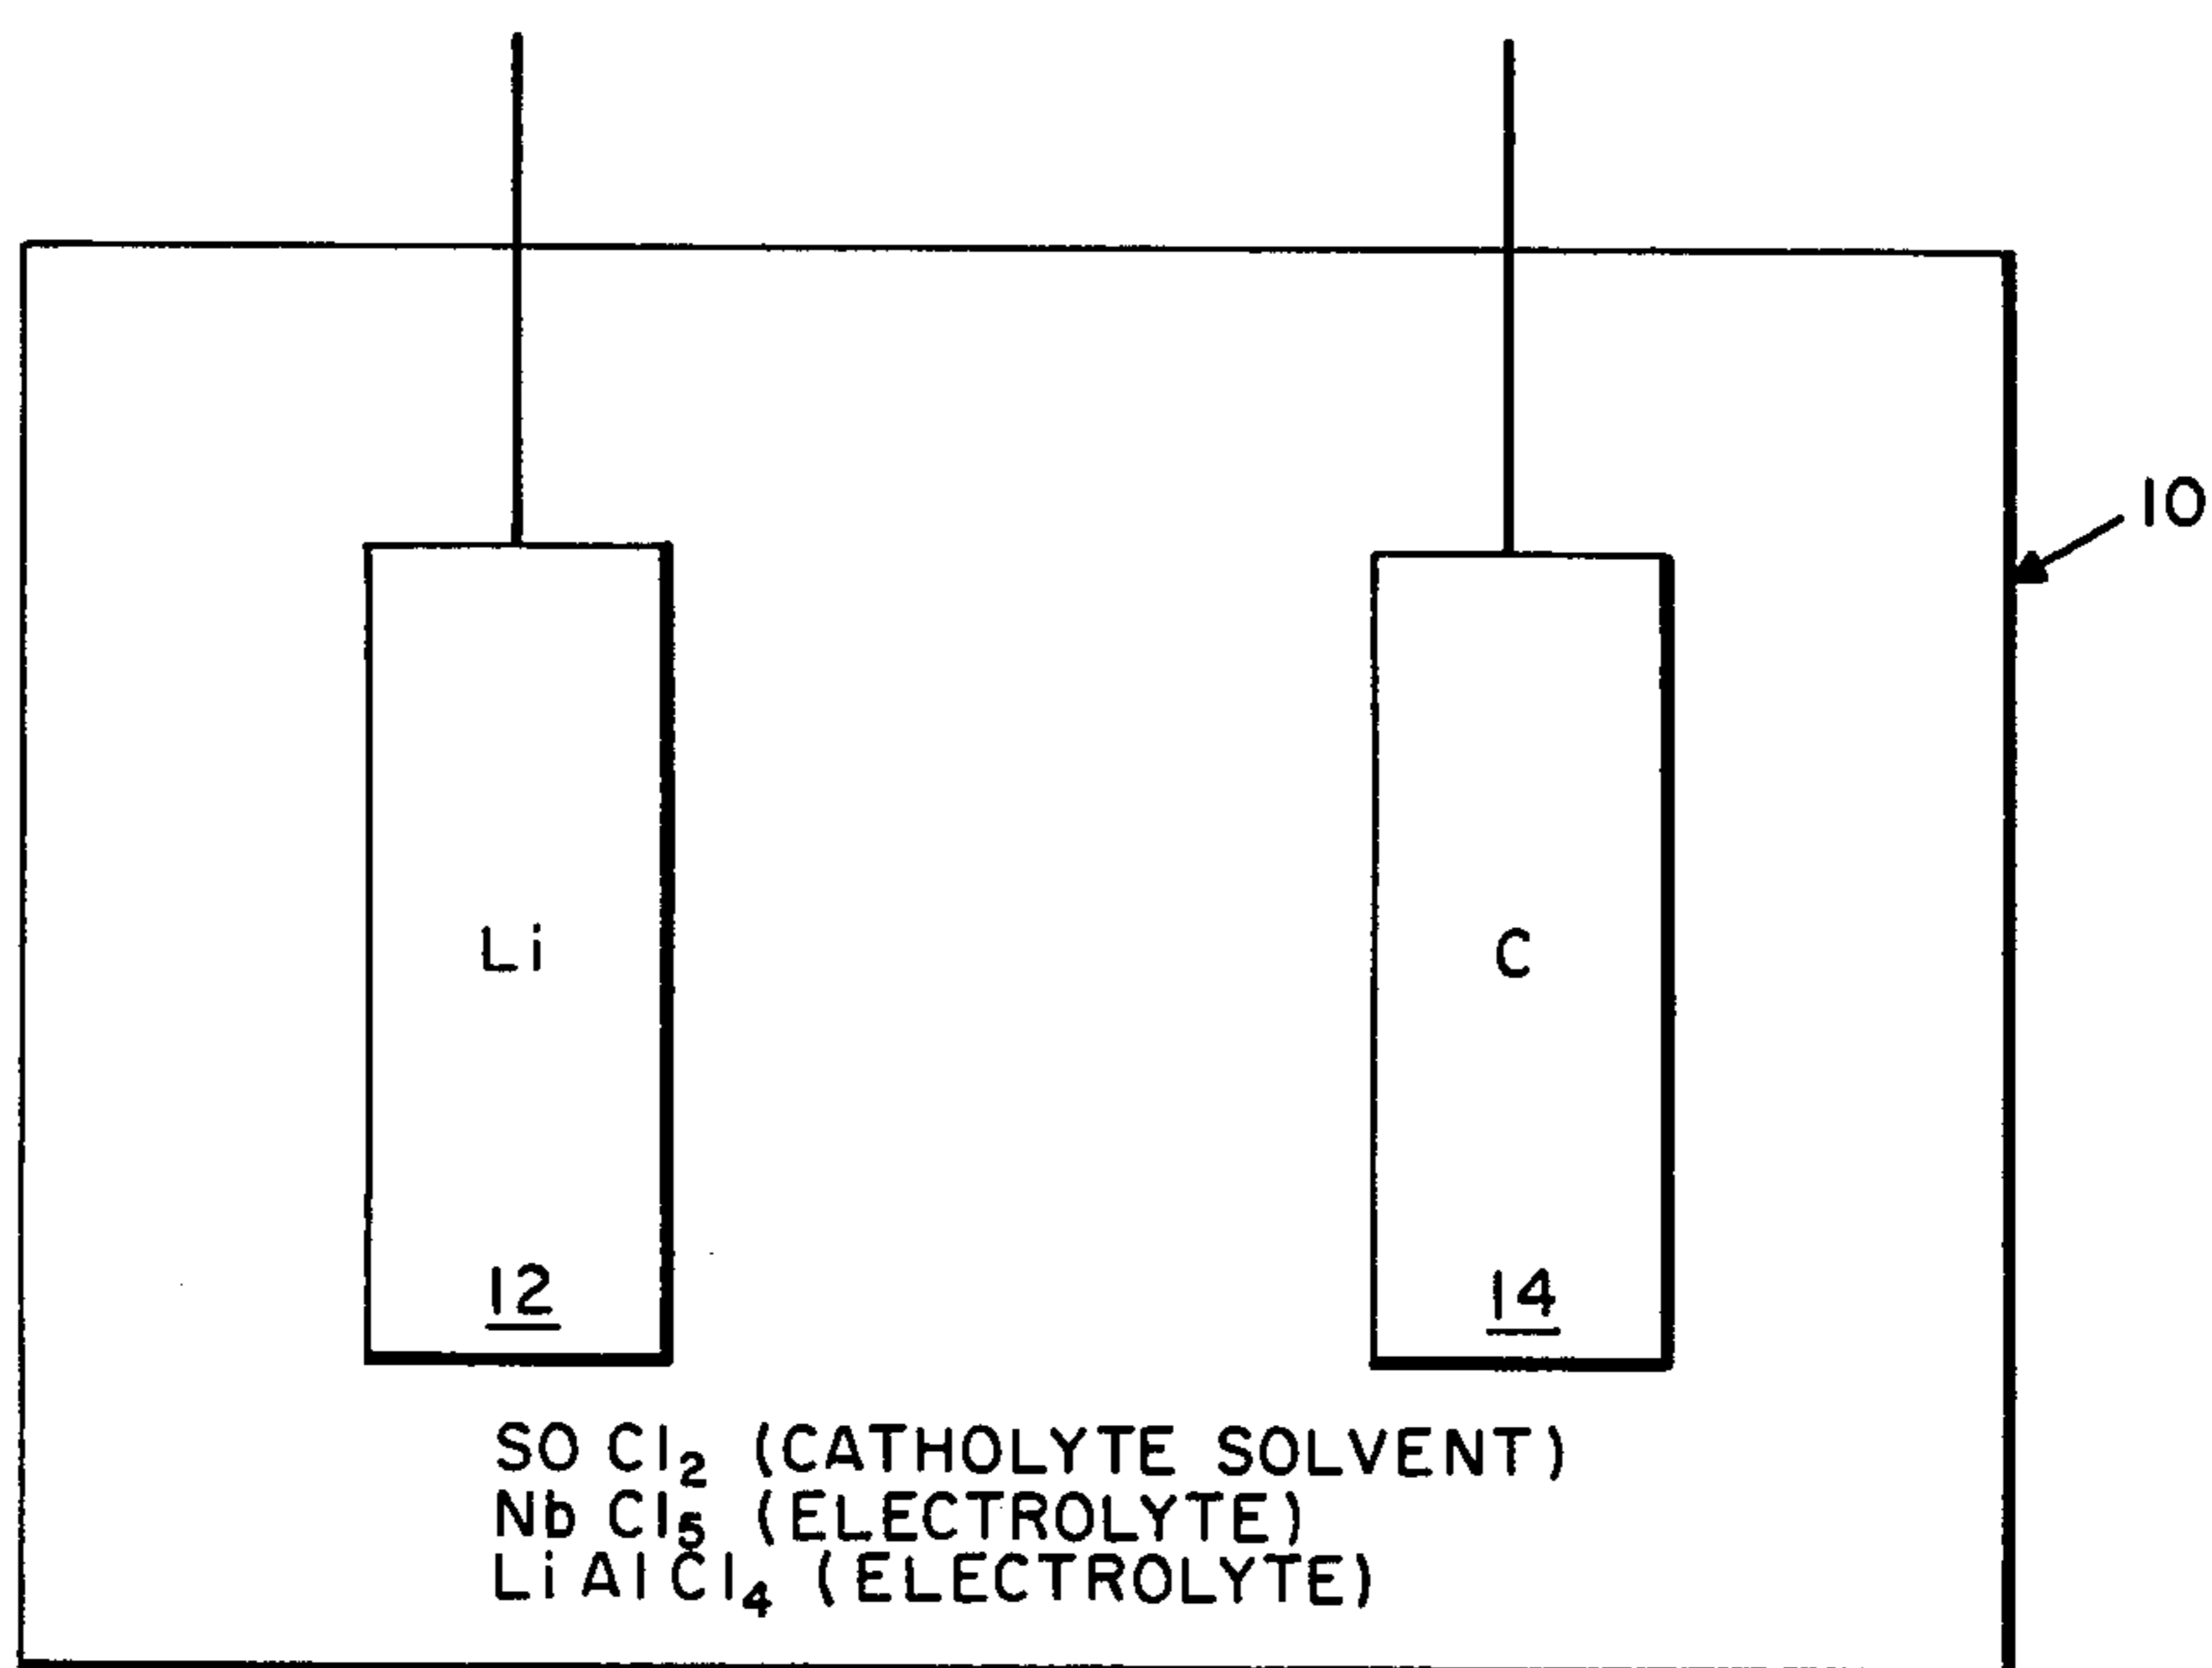 10
Li
C
12
14
SO Cl₂ (CATHOLYTE SOLVENT)
Nb Cl₅ (ELECTROLYTE)
Li Al Cl₄ (ELECTROLYTE)